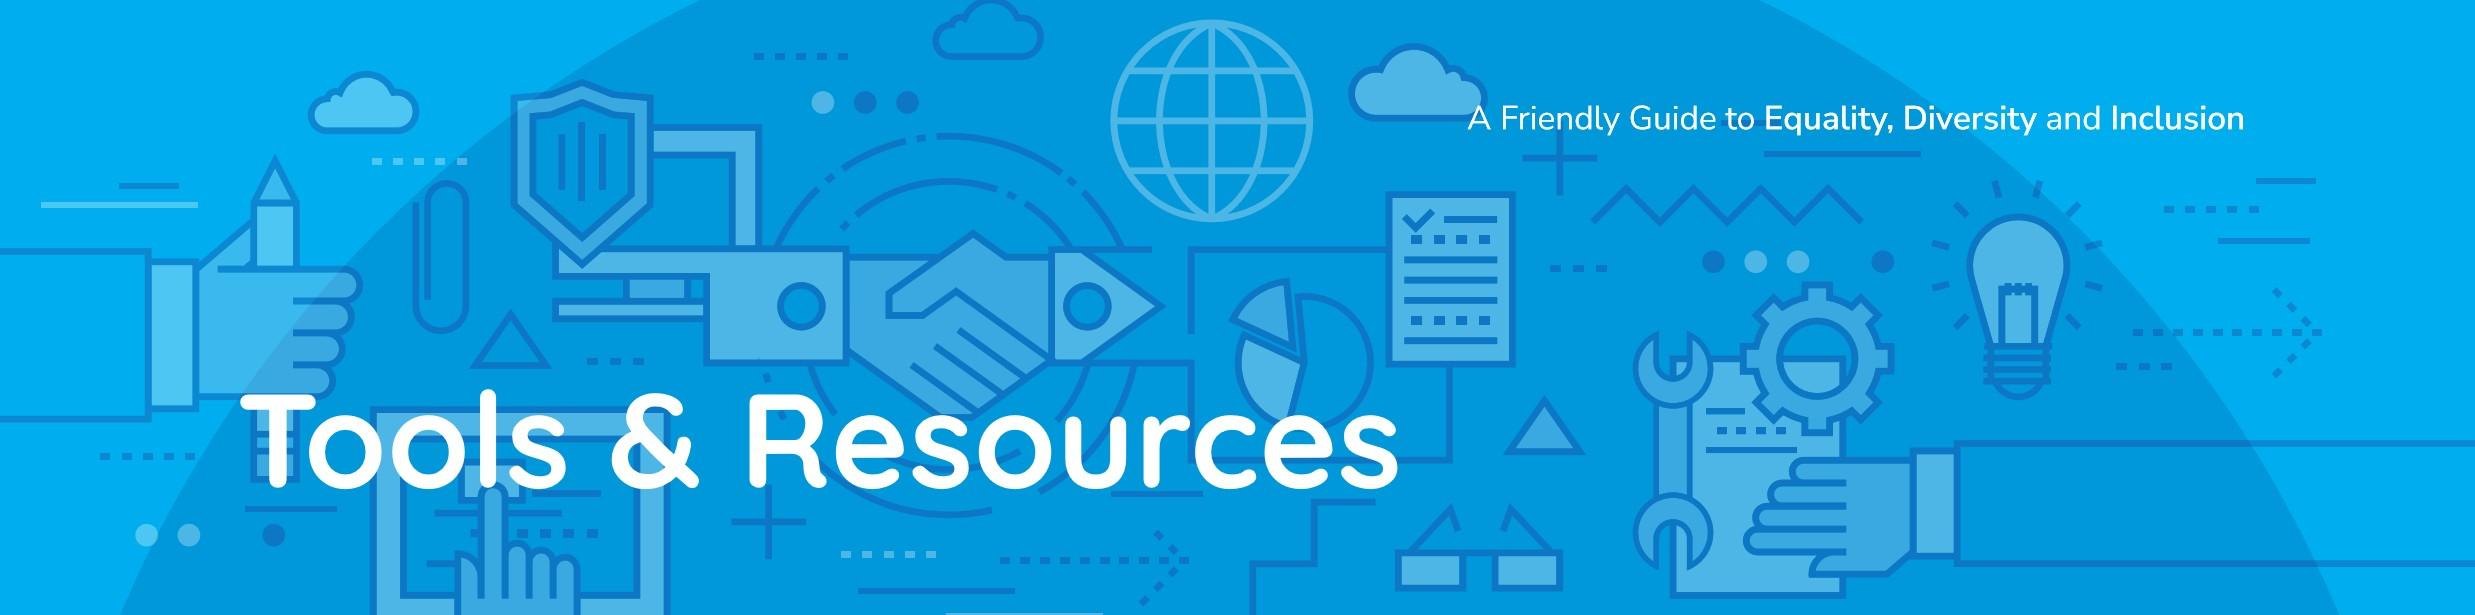 A Friendly Guide to Equality, Diversity and Inclusion
Tools & Resources